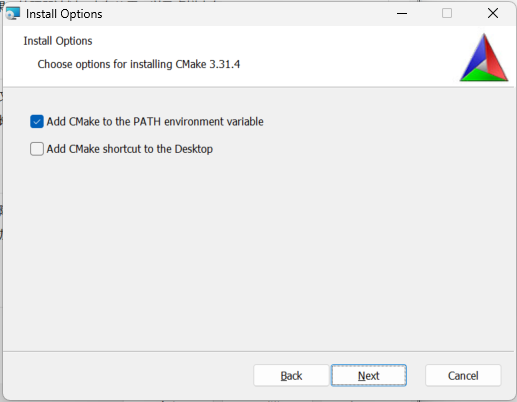 Install Options
Install Options
Choose options for installing CMake 3.31.4
Add CMake to the PATH environment variable
Add CMake shortcut to the Desktop
Back
Next
Cancel